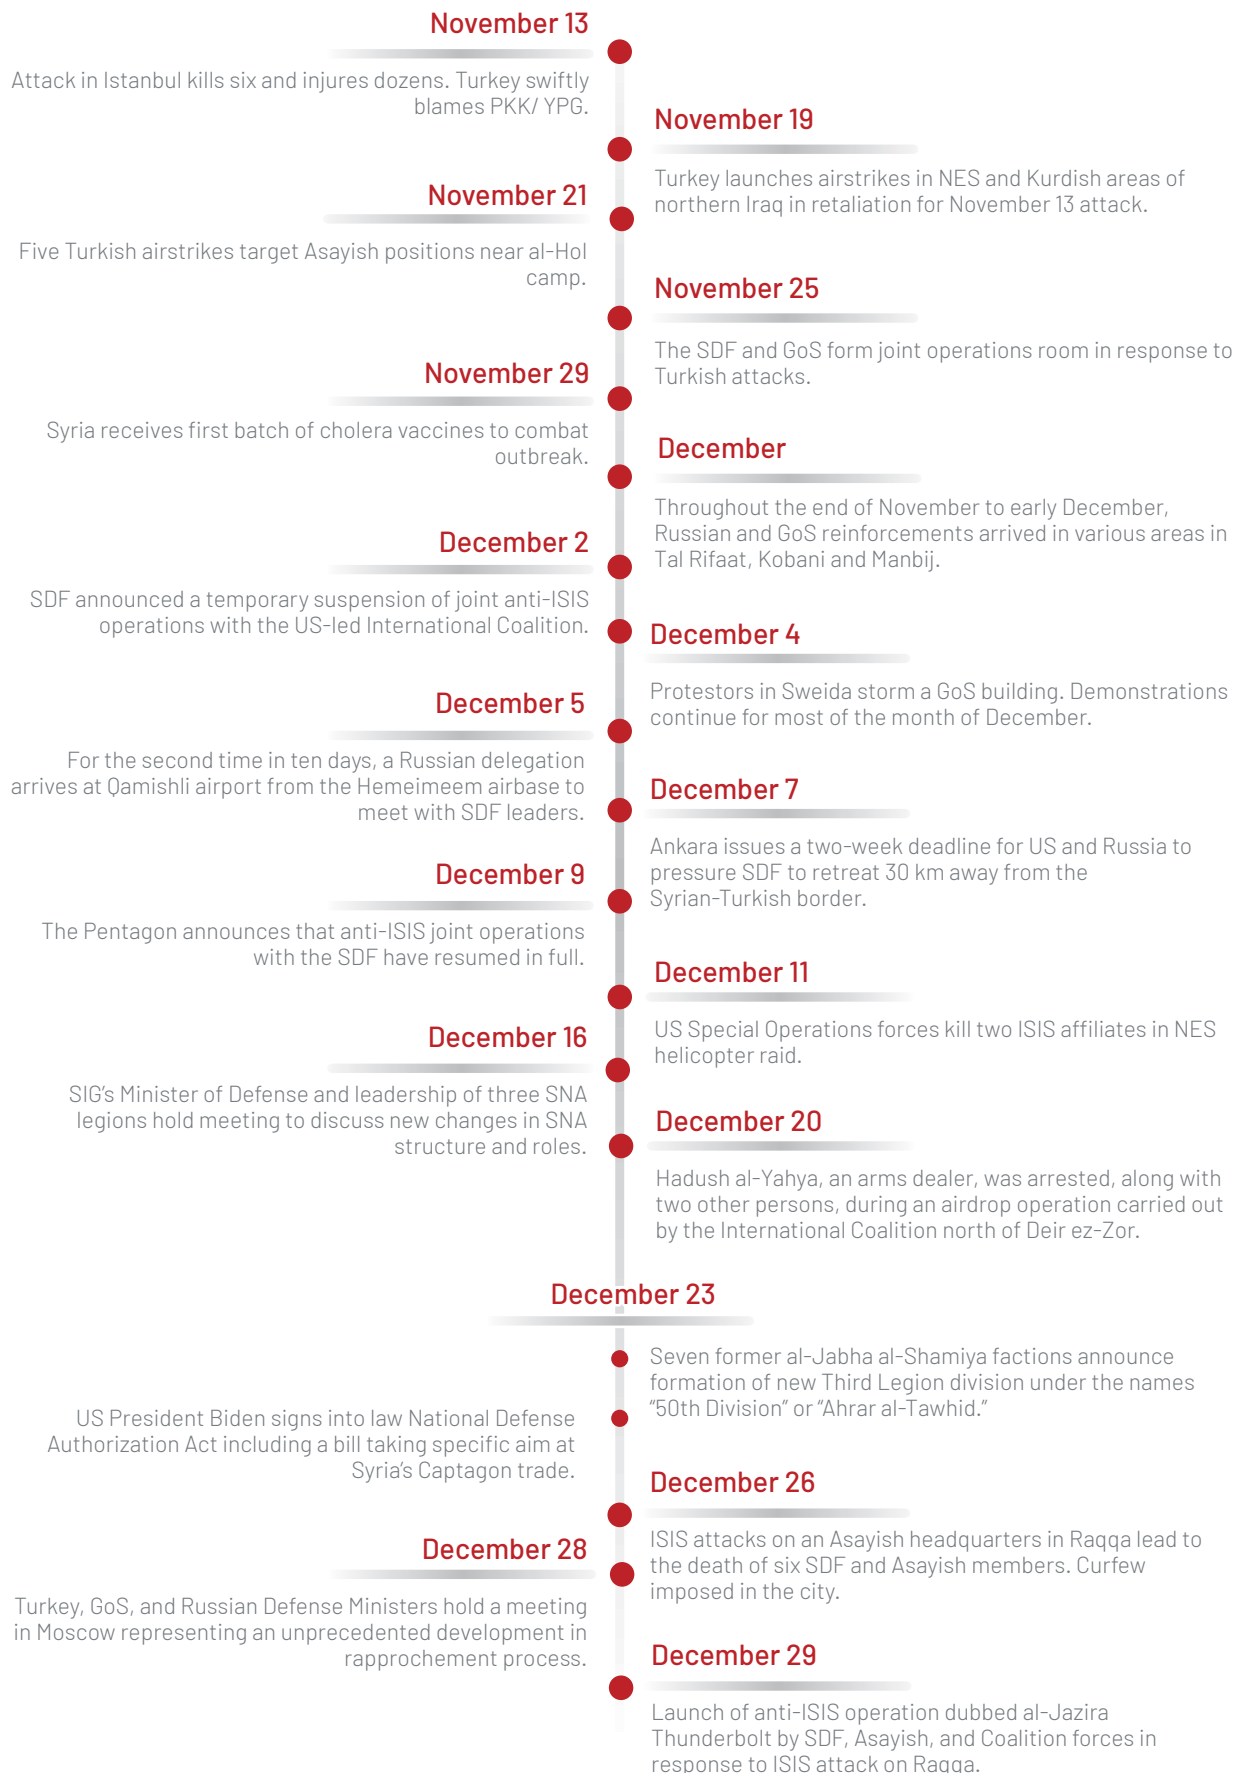 November 13
Attack in Istanbul kills six and injures dozens. Turkey swiftly
blames PKK/ YPG.
November 19
Turkey launches airstrikes in NES and Kurdish areas of
northern Iraq in retaliation for November 13 attack.
November 21
Five Turkish airstrikes target Asayish positions near al-Hol
camp.
November 25
The SDF and GoS form joint operations room in response to
Turkish attacks.
November 29
Syria receives first batch of cholera vaccines to combat
outbreak.
December
Throughout the end of November to early December,
Russian and GoS reinforcements arrived in various areas in
Tal Rifaat, Kobani and Manbij.
December 2
SDF announced a temporary suspension of joint anti-ISIS
operations with the US-led International Coalition.
December 4
Protestors in Sweida storm a GoS building. Demonstrations
continue for most of the month of December.
December 5
For the second time in ten days, a Russian delegation
arrives at Qamishli airport from the Hemeimeem airbase to
meet with SDF leaders.
December 7
Ankara issues a two-week deadline for US and Russia to
pressure SDF to retreat 30 km away from the
Syrian-Turkish border.
December 9
The Pentagon announces that anti-ISIS joint operations
with the SDF have resumed in full.
December 11
US Special Operations forces kill two ISIS affiliates in NES
helicopter raid.
December 16
SIG's Minister of Defense and leadership of three SNA
legions hold meeting to discuss new changes in SNA
structure and roles.
December 20
Hadush al-Yahya, an arms dealer, was arrested, along with
two other persons, during an airdrop operation carried out
by the International Coalition north of Deir ez-Zor.
December 23
Seven former al-Jabha al-Shamiya factions announce
formation of new Third Legion division under the names
“50th Division” or “Ahrar al-Tawhid.”
US President Biden signs into law National Defense
Authorization Act including a bill taking specific aim at
Syria's Captagon trade.
December 26
ISIS attacks on an Asayish headquarters in Raqqa lead to
the death of six SDF and Asayish members. Curfew
imposed in the city.
December 28
Turkey, GoS, and Russian Defense Ministers hold a meeting
in Moscow representing an unprecedented development in
rapprochement process.
December 29
Launch of anti-ISIS operation dubbed al-Jazira
Thunderbolt by SDF, Asayish, and Coalition forces in
response to ISIS attack on Raqqa.